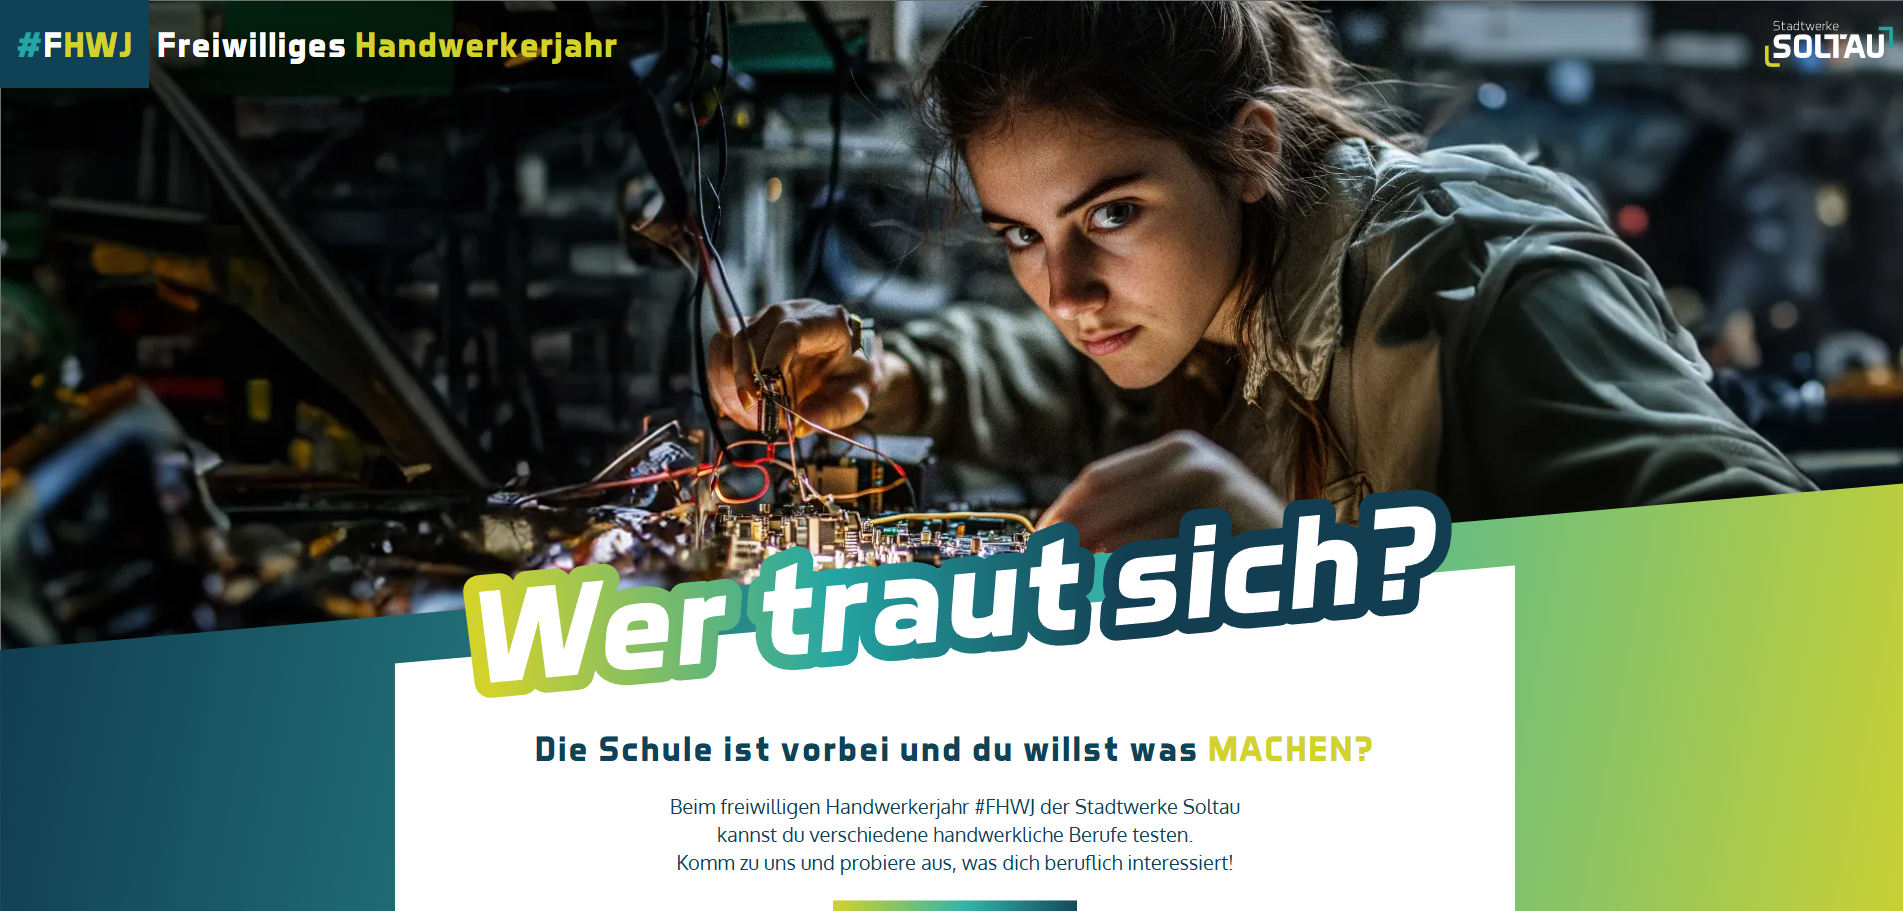 #FHWJ Freiwilliges Handwerkerjahr
Stadtwerke
SOLTAU
Wer traut sich?
Die Schule ist vorbei und du willst was MACHEN?
Beim freiwilligen Handwerkerjahr #FHWJ der Stadtwerke Soltau
kannst du verschiedene handwerkliche Berufe testen.
Komm zu uns und probiere aus, was dich beruflich interessiert!